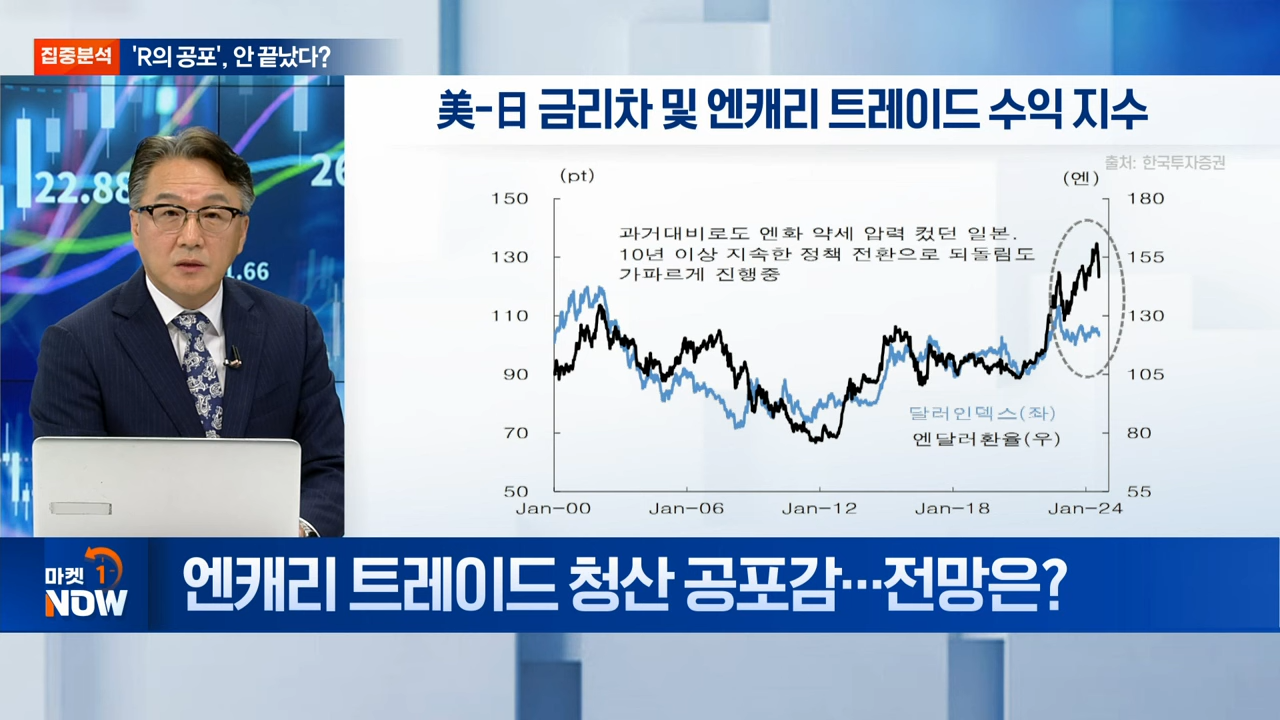 집중분석 'R의 공포', 안 끝났다?
美-日 금리차 및 엔캐리 트레이드 수익 지수
출처: 한국투자증권
(pt)
(엔)
150
180
과거대비로도 엔화 약세 압력 컸던 일본.
10년 이상 지속한 정책 전환으로 되돌림도
가파르게 진행중
130
155
110
130
90
105
달러인덱스(좌)
엔달러환율(우)
70
80
50
55
Jan-00 Jan-06 Jan-12 Jan-18 Jan-24
22.88
26
1.66
마켓 1
NOW
엔캐리 트레이드 청산 공포감…전망은?